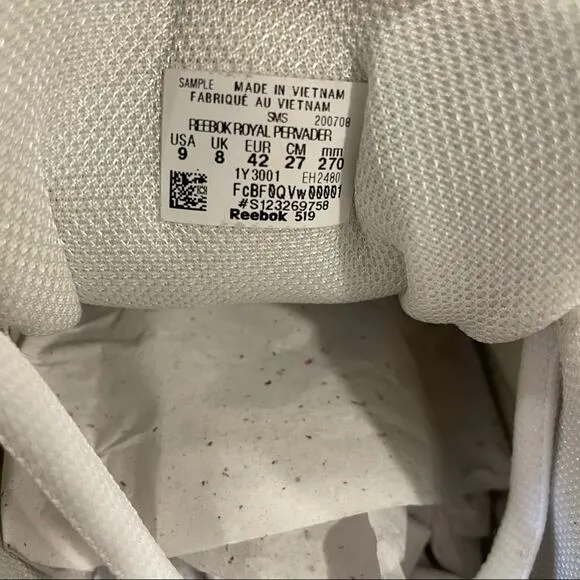 SAMPLE MADE IN VIETNAM
FABRIQUÉ AU VIETNAM
SMS 200708
REEBOK ROYAL PERVADER
USA UK EUR CM mm
9 8 42 27 270
1Y3001 EH2480
FcBF0QVw00001
#S123269758
Reebok 519